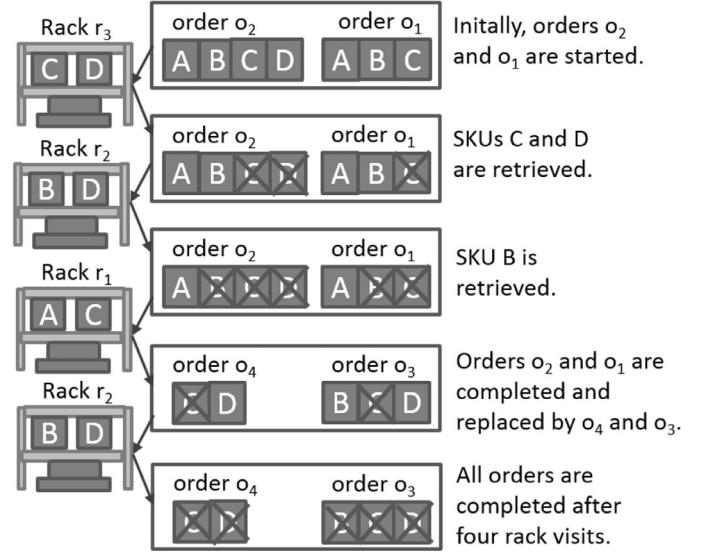 Rack r3
C D
order o2
A B C D
order o1
A B C
Initally, orders o2
and o1 are started.
Rack r2
B D
order o2
A B C D
order o1
A B C
SKUs C and D
are retrieved.
Rack r1
A C
order o2
A B C D
order o1
A B C
SKU B is
retrieved.
Rack r2
B D
order o4
C D
order o3
B C D
Orders o2 and o1 are
completed and
replaced by o4 and o3.
order o4
C D
order o3
B C D
All orders are
completed after
four rack visits.